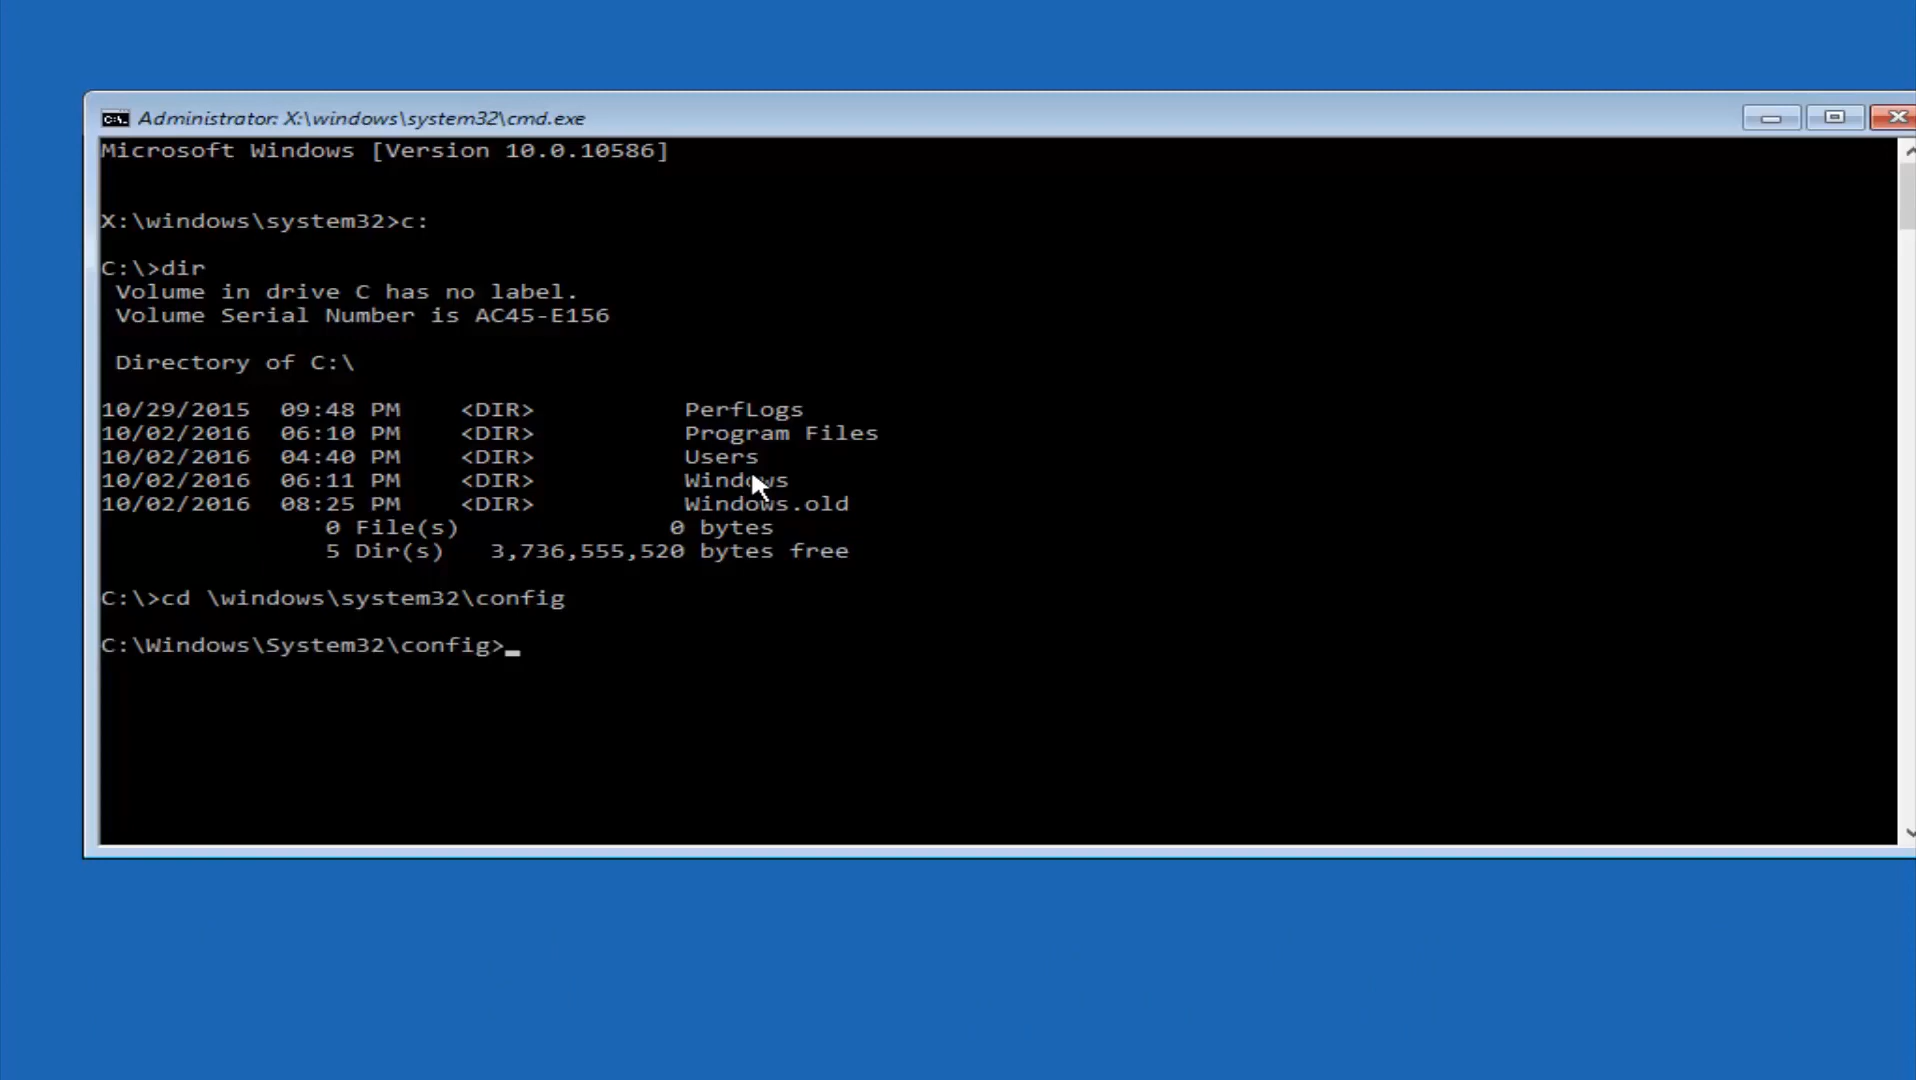 Administrator: X:\windows\system32\cmd.exe
Microsoft Windows [Version 10.0.10586]
X:\windows\system32>c:
C:\>dir
 Volume in drive C has no label.
 Volume Serial Number is AC45-E156
 Directory of C:\
10/29/2015  09:48 PM    <DIR>          PerfLogs
10/02/2016  06:10 PM    <DIR>          Program Files
10/02/2016  04:40 PM    <DIR>          Users
10/02/2016  06:11 PM    <DIR>          Windows
10/02/2016  08:25 PM    <DIR>          Windows.old
               0 File(s)              0 bytes
               5 Dir(s)   3,736,555,520 bytes free
C:\>cd \windows\system32\config
C:\Windows\System32\config>_